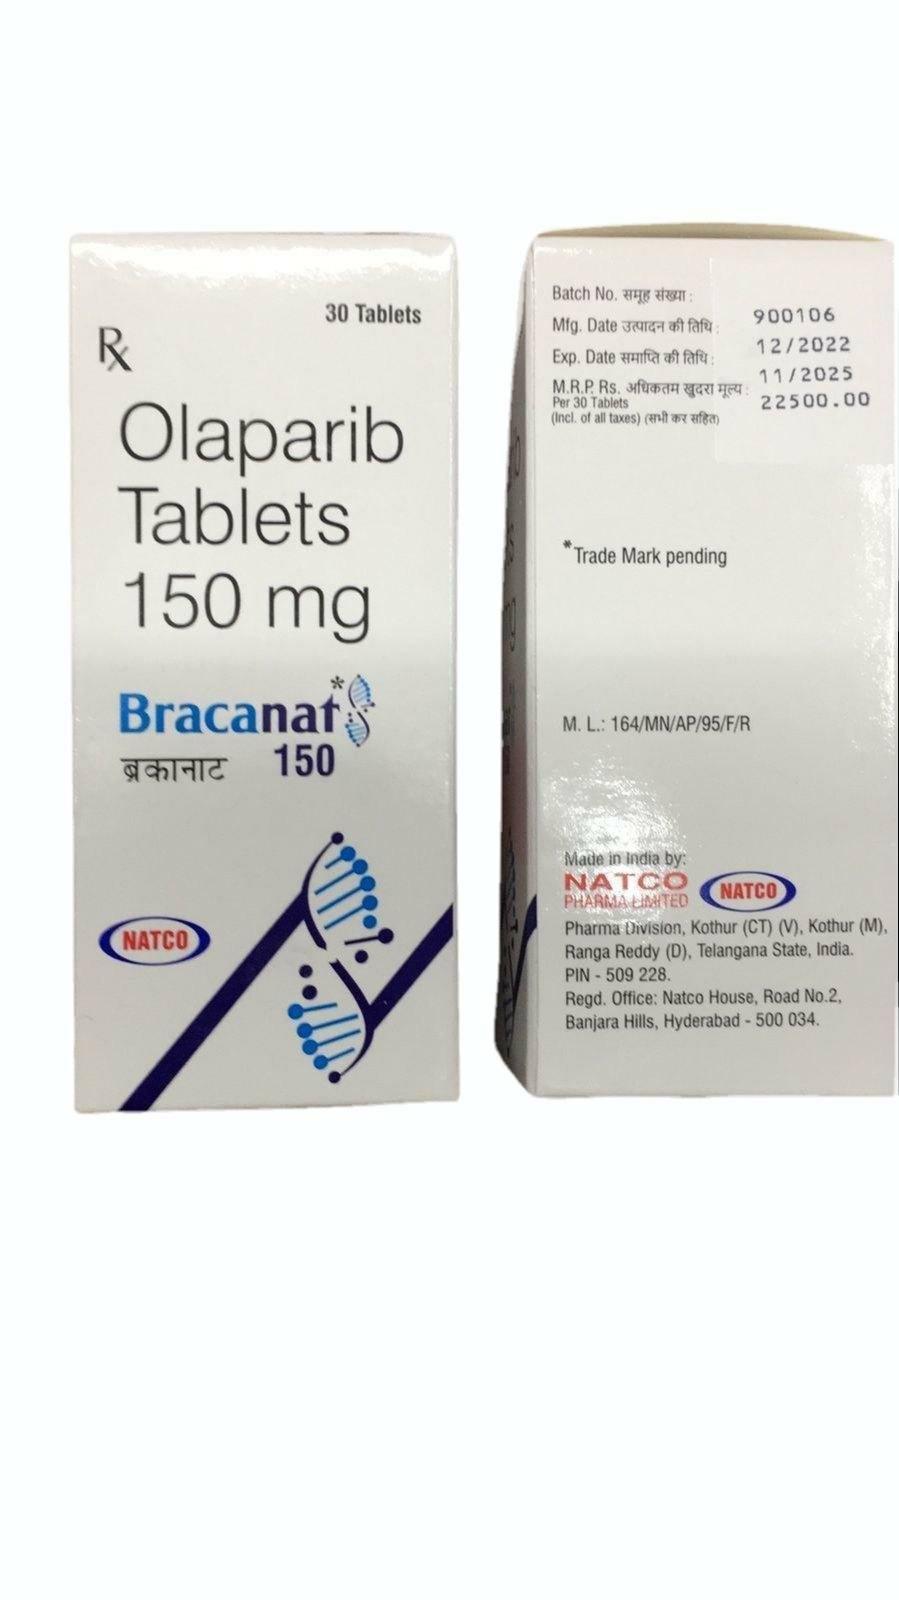 30 Tablets
Rx
Olaparib
Tablets
150 mg
Bracanat*
ब्रकानाट 150
NATCO
Batch No. समूह संख्या :
900106
Mfg. Date उत्पादन की तिथि :
12/2022
Exp. Date समाप्ति की तिथि :
11/2025
M.R.P. Rs. अधिकतम खुदरा मूल्य :
22500.00
Per 30 Tablets
(Incl. of all taxes) (सभी कर सहित)
*Trade Mark pending
M. L.: 164/MN/AP/95/F/R
Made in India by:
NATCO
PHARMA LIMITED
NATCO
Pharma Division, Kothur (CT) (V), Kothur (M),
Ranga Reddy (D), Telangana State, India.
PIN - 509 228.
Regd. Office: Natco House, Road No.2,
Banjara Hills, Hyderabad - 500 034.